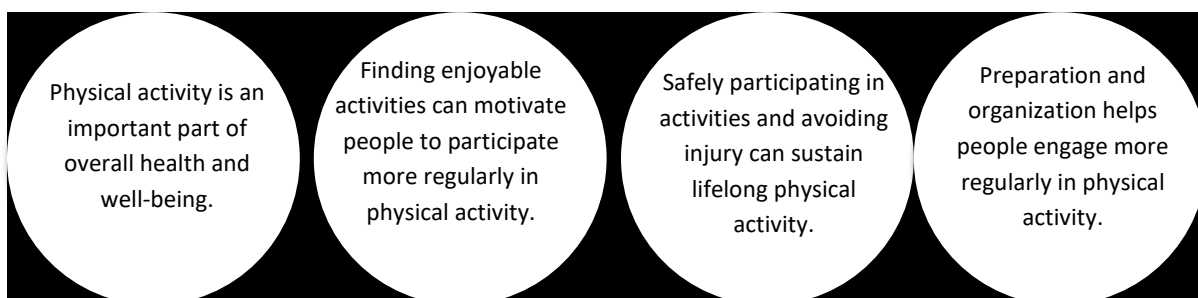 Physical activity is an
important part of
overall health and
well-being.
Finding enjoyable
activities can motivate
people to participate
more regularly in
physical activity.
Safely participating in
activities and avoiding
injury can sustain
lifelong physical
activity.
Preparation and
organization helps
people engage more
regularly in physical
activity.